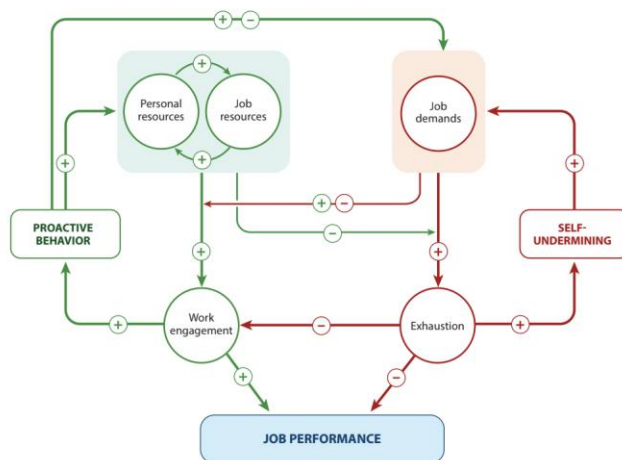 + −
+
Personal
resources
Job
resources
+
Job
demands
+
+
+ −
−
PROACTIVE
BEHAVIOR
SELF-
UNDERMINING
+
+
Work
engagement
Exhaustion
+
−
+
+
−
JOB PERFORMANCE